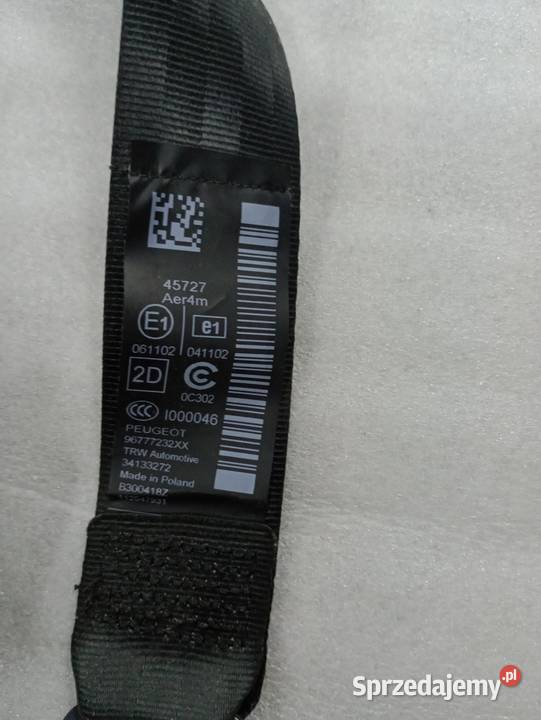 45727
Aer4m
E1 e1
061102 041102
2D
0C302
CCC I000046
PEUGEOT
96777232XX
TRW Automotive
34133272
Made in Poland
B3004187
Sprzedajemy.pl